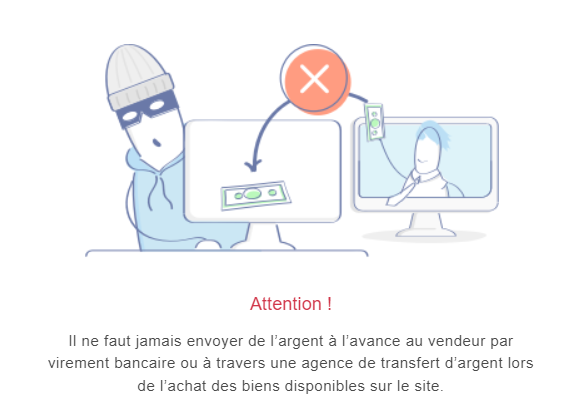 Attention !
Il ne faut jamais envoyer de l’argent à l’avance au vendeur par
virement bancaire ou à travers une agence de transfert d’argent lors
de l’achat des biens disponibles sur le site.